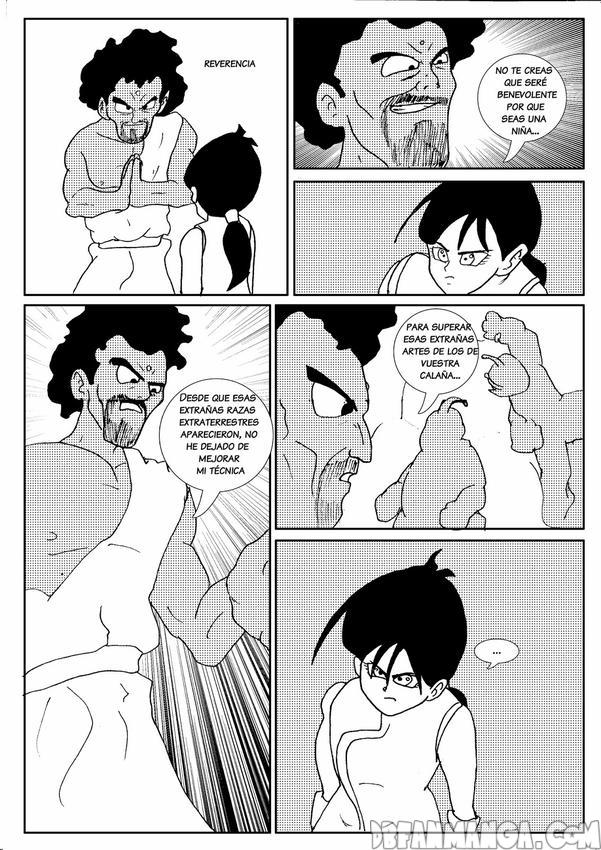 REVERENCIA
NO TE CREAS
QUE SERÉ
BENEVOLENTE
POR QUE
SEAS UNA
NIÑA...
DESDE QUE ESAS
EXTRAÑAS RAZAS
EXTRATERRESTRES
APARECIERON, NO
HE DEJADO DE
MEJORAR
MI TÉCNICA
PARA SUPERAR
ESAS EXTRAÑAS
ARTES DE LOS DE
VUESTRA
CALAÑA...
...
DBFANMANGA.COM